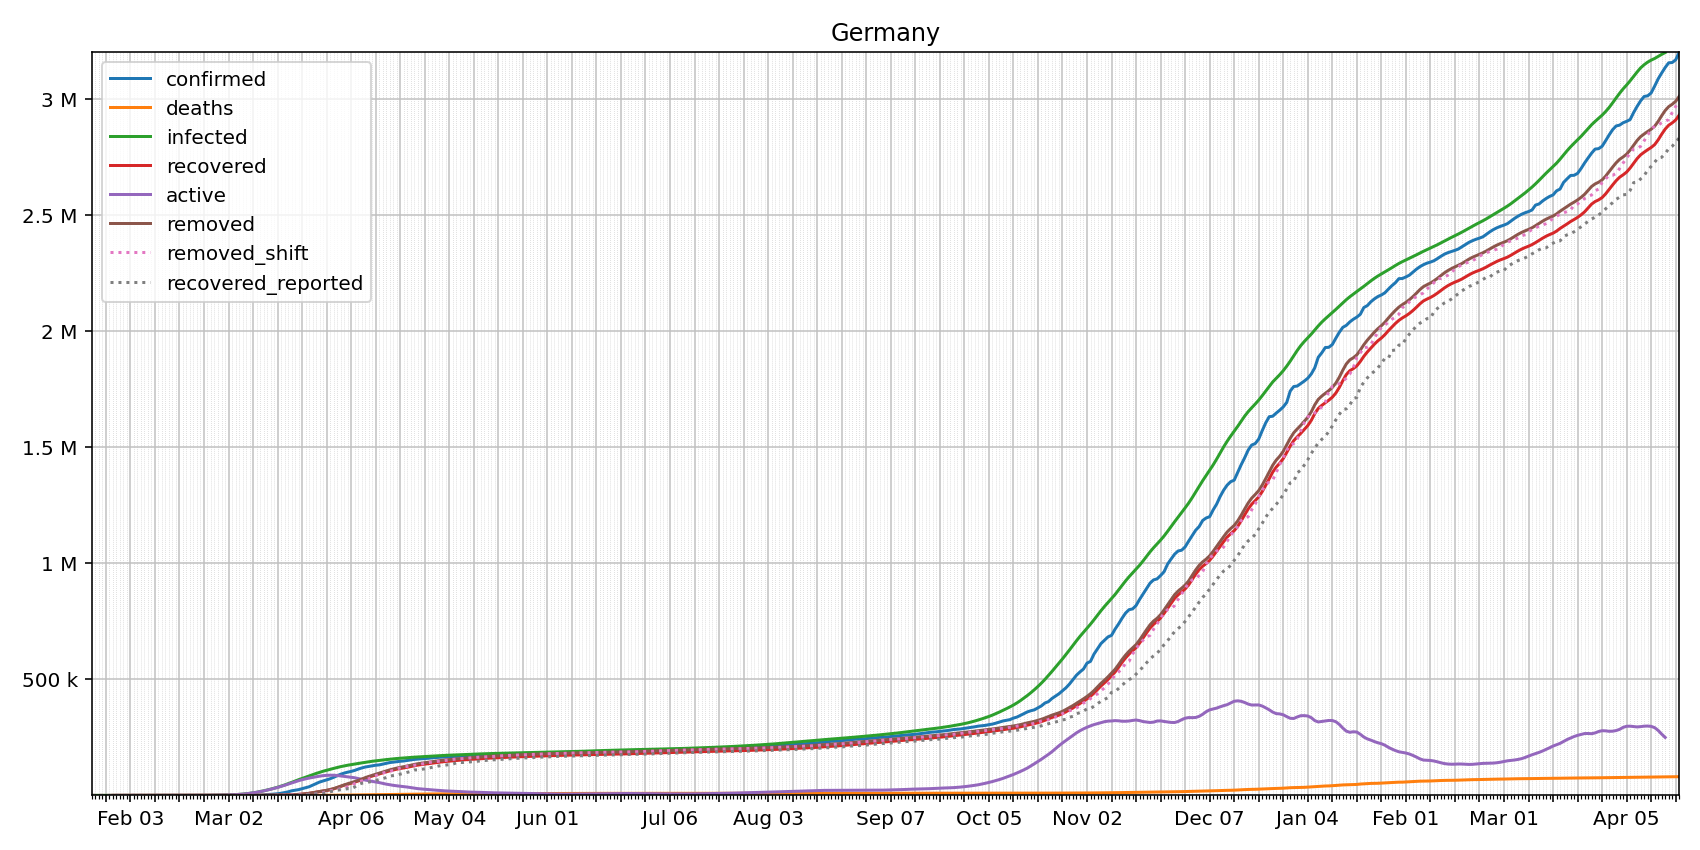 Germany
confirmed
deaths
infected
recovered
active
removed
removed_shift
recovered_reported
3 M
2.5 M
2 M
1.5 M
1 M
500 k
Feb 03 Mar 02 Apr 06 May 04 Jun 01 Jul 06 Aug 03 Sep 07 Oct 05 Nov 02 Dec 07 Jan 04 Feb 01 Mar 01 Apr 05